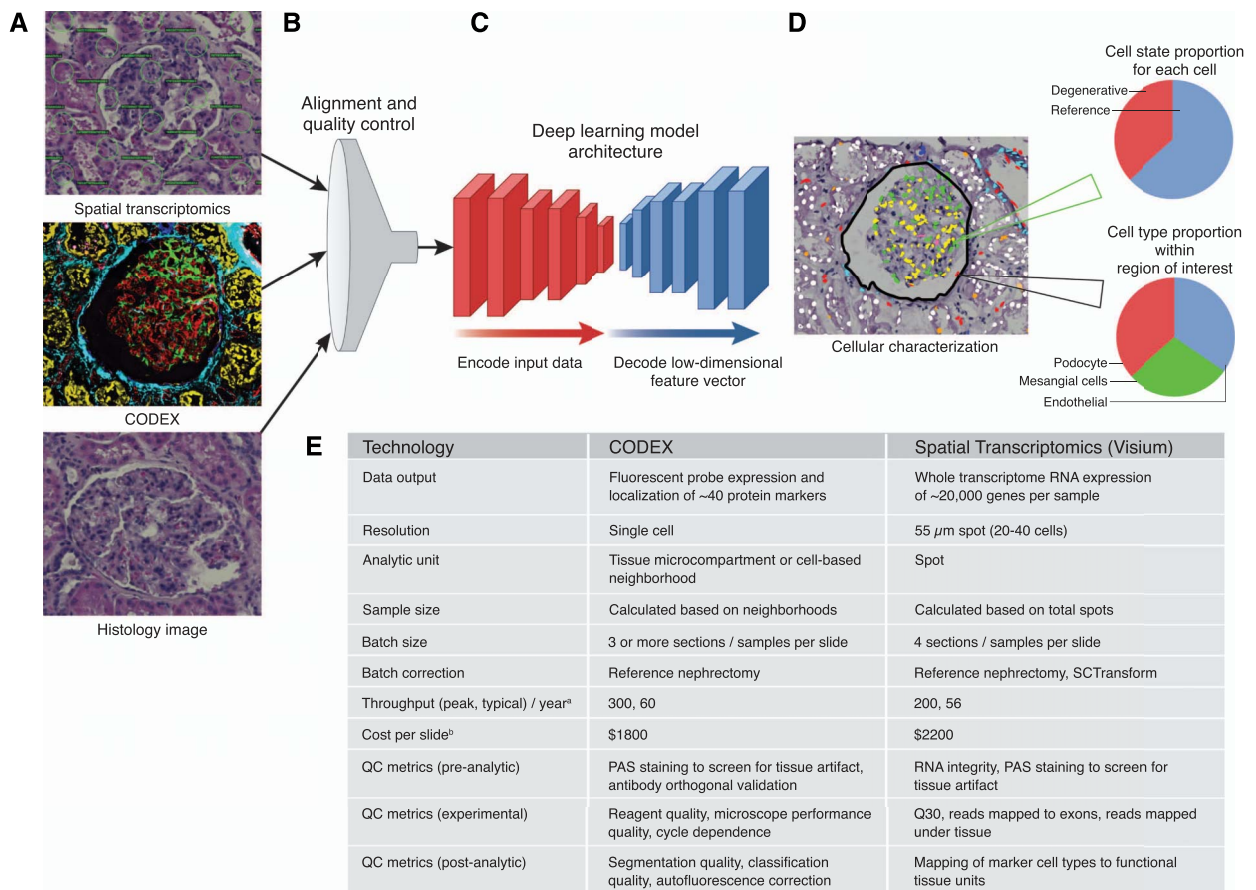 A
B
C
D
Spatial transcriptomics
CODEX
Histology image
Alignment and
quality control
Deep learning model
architecture
Encode input data
Decode low-dimensional
feature vector
Cellular characterization
Cell state proportion
for each cell
Degenerative
Reference
Cell type proportion
within
region of interest
Podocyte
Mesangial cells
Endothelial
E
Technology CODEX Spatial Transcriptomics (Visium)
Data output Fluorescent probe expression and Whole transcriptome RNA expression
localization of ~40 protein markers of ~20,000 genes per sample
Resolution Single cell 55 µm spot (20-40 cells)
Analytic unit Tissue microcompartment or cell-based Spot
neighborhood
Sample size Calculated based on neighborhoods Calculated based on total spots
Batch size 3 or more sections / samples per slide 4 sections / samples per slide
Batch correction Reference nephrectomy Reference nephrectomy, SCTransform
Throughput (peak, typical) / yearᵃ 300, 60 200, 56
Cost per slideᵇ $1800 $2200
QC metrics (pre-analytic) PAS staining to screen for tissue artifact, RNA integrity, PAS staining to screen for
antibody orthogonal validation tissue artifact
QC metrics (experimental) Reagent quality, microscope performance Q30, reads mapped to exons, reads mapped
quality, cycle dependence under tissue
QC metrics (post-analytic) Segmentation quality, classification Mapping of marker cell types to functional
quality, autofluorescence correction tissue units